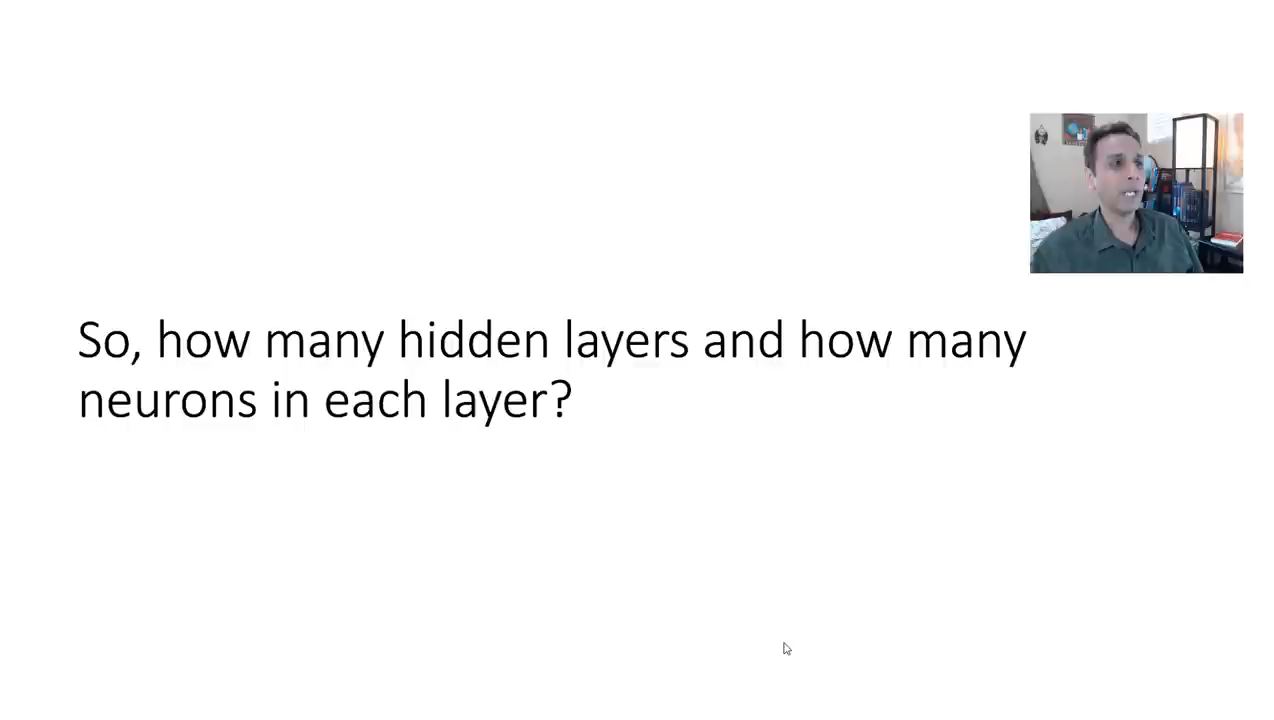 So, how many hidden layers and how many
neurons in each layer?